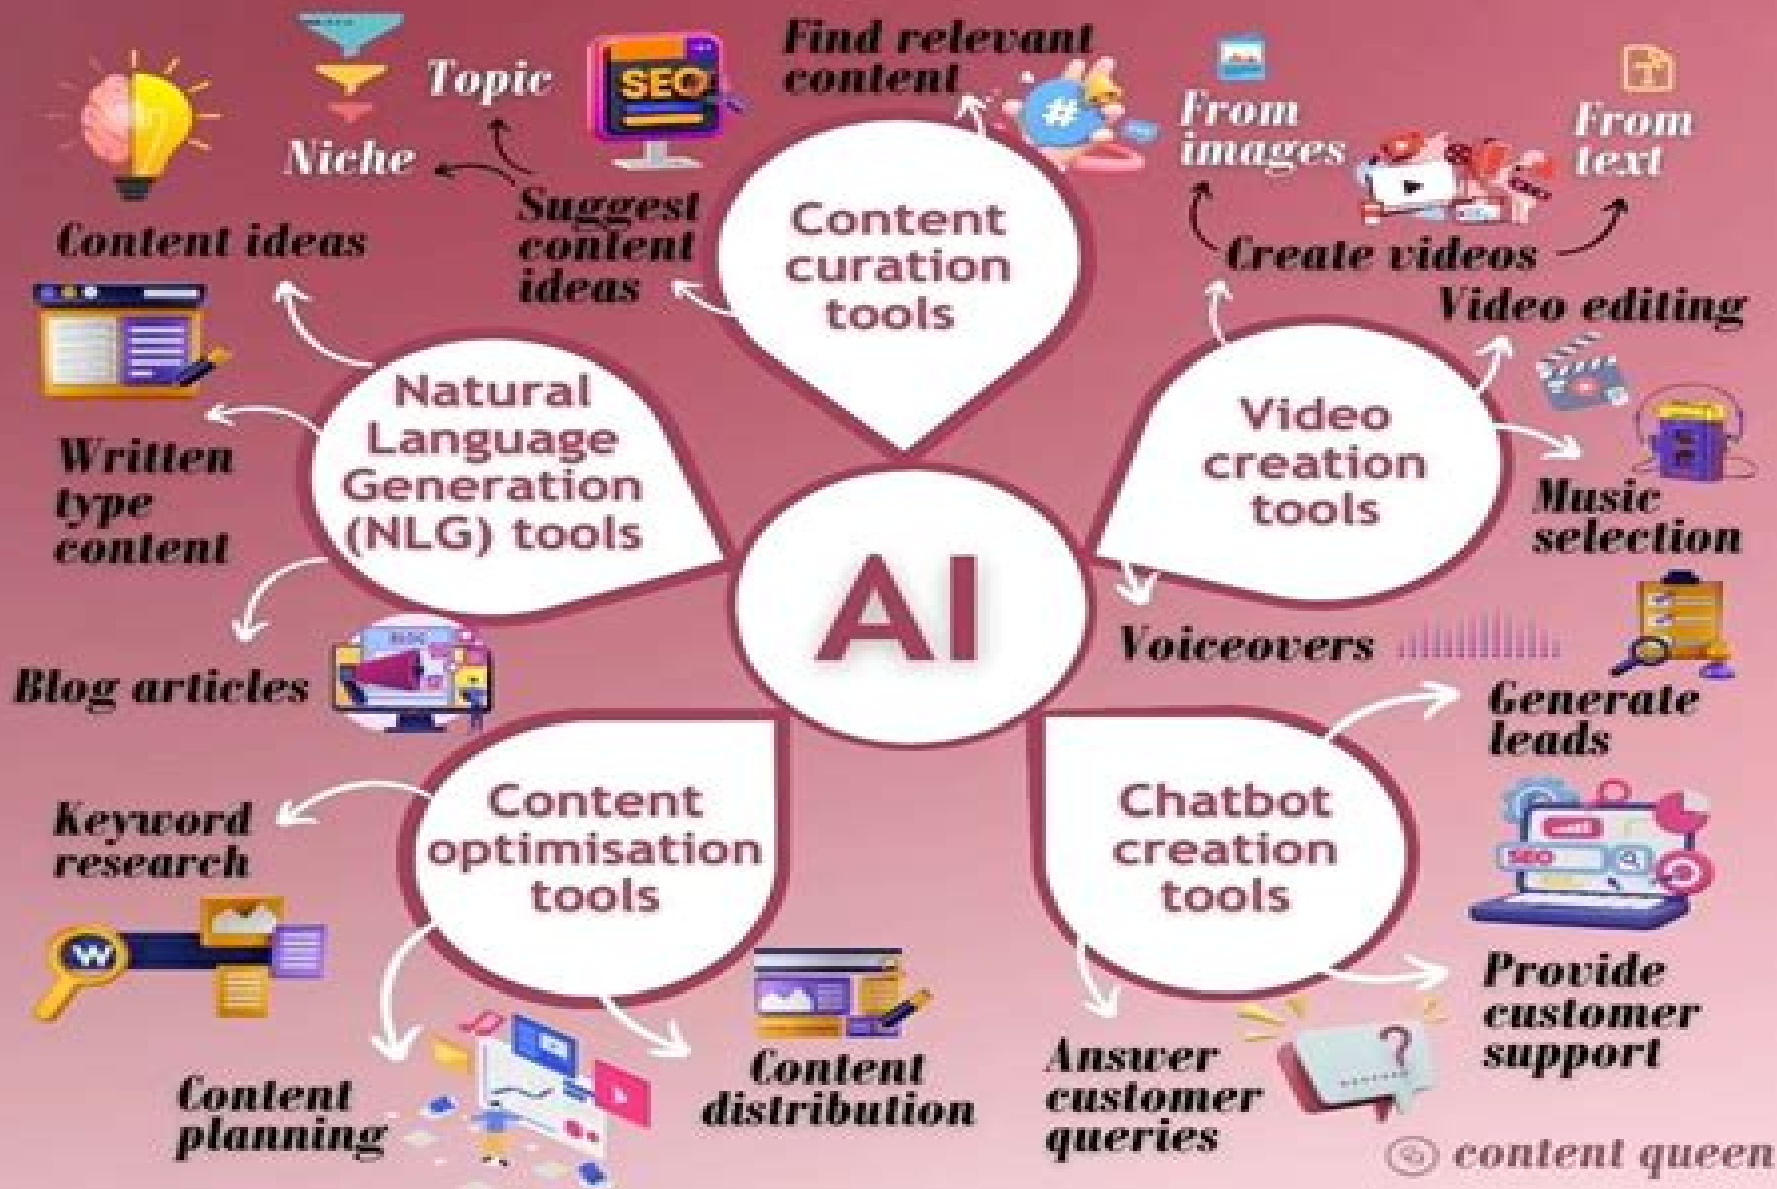 Find relevant
content
Topic
SEO
#
Niche
Suggest
content
ideas
Content ideas
From
images
From
text
T
Create videos
Video editing
Content
curation
tools
Natural
Language
Generation
(NLG) tools
Video
creation
tools
Written
type
content
Music
selection
AI
Blog articles
BLOG
Voiceovers
Generate
leads
Keyword
research
W
Content
optimisation
tools
Chatbot
creation
tools
SEO
Content
planning
Content
distribution
Answer
customer
queries
?
Provide
customer
support
content queen